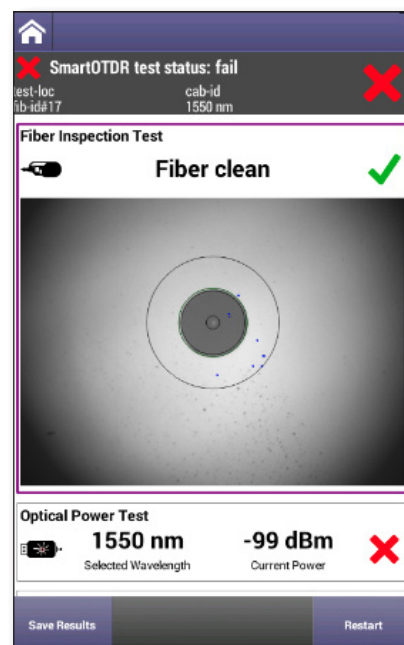 SmartOTDR test status: fail
test-loc cab-id
fib-id#17 1550 nm
Fiber Inspection Test
Fiber clean
Optical Power Test
1550 nm -99 dBm
Selected Wavelength Current Power
Save Results Restart